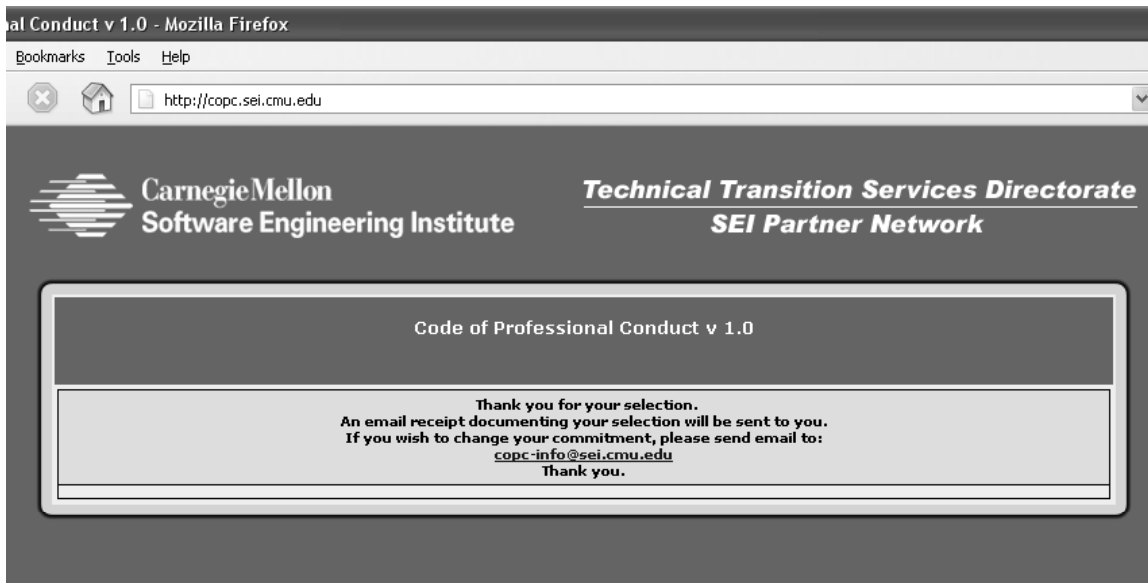 al Conduct v 1.0 - Mozilla Firefox
Bookmarks Tools Help
http://copc.sei.cmu.edu
Carnegie Mellon
Software Engineering Institute
Technical Transition Services Directorate
SEI Partner Network
Code of Professional Conduct v 1.0
Thank you for your selection.
An email receipt documenting your selection will be sent to you.
If you wish to change your commitment, please send email to:
copc-info@sei.cmu.edu
Thank you.